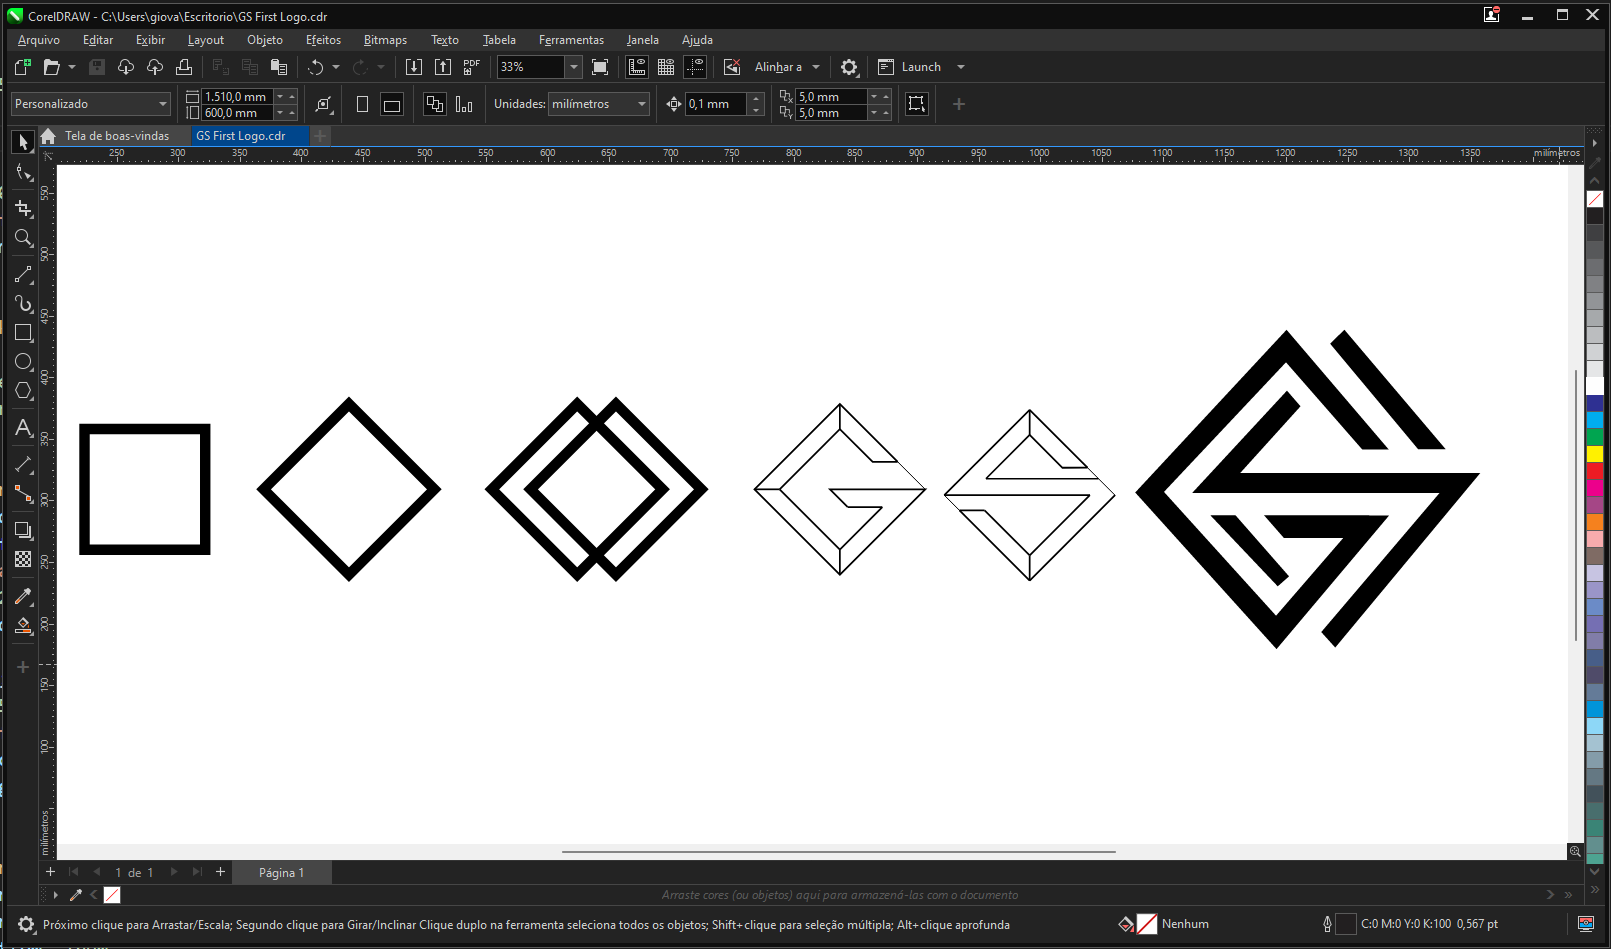 CorelDRAW - C:\Users\giova\Escritorio\GS First Logo.cdr
Arquivo Editar Exibir Layout Objeto Efeitos Bitmaps Texto Tabela Ferramentas Janela Ajuda
PDF 33% Alinhar a Launch
Personalizado 1.510,0 mm 600,0 mm Unidades: milímetros 0,1 mm 5,0 mm 5,0 mm
Tela de boas-vindas GS First Logo.cdr
250 300 350 400 450 500 550 600 650 700 750 800 850 900 950 1000 1050 1100 1150 1200 1250 1300 1350 milímetros
550
500
450
400
350
300
250
200
150
100
milímetros
1 de 1 Página 1
Arraste cores (ou objetos) aqui para armazená-las com o documento
Próximo clique para Arrastar/Escala; Segundo clique para Girar/Inclinar Clique duplo na ferramenta seleciona todos os objetos; Shift+clique para seleção múltipla; Alt+clique aprofunda Nenhum C:0 M:0 Y:0 K:100 0,567 pt